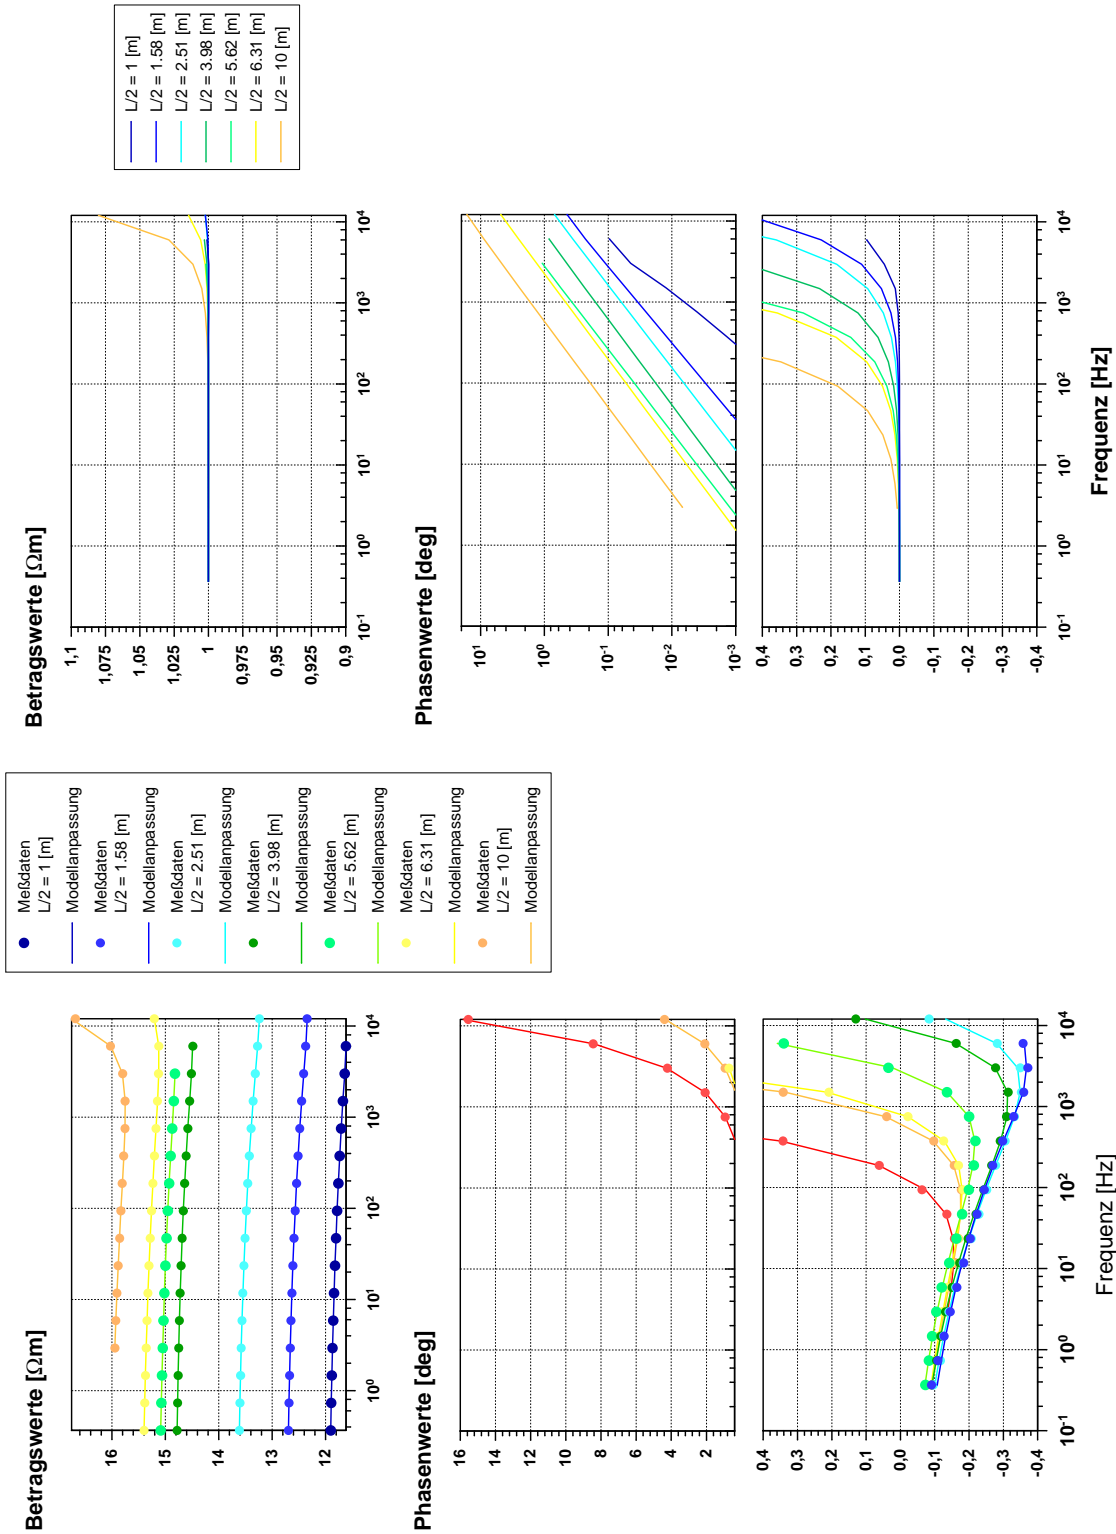 Betragswerte [Ωm]
16
15
14
13
12
10⁰
10¹
10²
10³
10⁴
Meßdaten
L/2 = 1 [m]
Modellanpassung
Meßdaten
L/2 = 1.58 [m]
Modellanpassung
Meßdaten
L/2 = 2.51 [m]
Modellanpassung
Meßdaten
L/2 = 3.98 [m]
Modellanpassung
Meßdaten
L/2 = 5.62 [m]
Modellanpassung
Meßdaten
L/2 = 6.31 [m]
Modellanpassung
Meßdaten
L/2 = 10 [m]
Modellanpassung
Phasenwerte [deg]
16
14
12
10
8
6
4
2
0,4
0,3
0,2
0,1
0,0
-0,1
-0,2
-0,3
-0,4
10⁻¹
10⁰
10¹
10²
10³
10⁴
Frequenz [Hz]
Betragswerte [Ωm]
1,1
1,075
1,05
1,025
1
0,975
0,95
0,925
0,9
10⁻¹
10⁰
10¹
10²
10³
10⁴
L/2 = 1 [m]
L/2 = 1.58 [m]
L/2 = 2.51 [m]
L/2 = 3.98 [m]
L/2 = 5.62 [m]
L/2 = 6.31 [m]
L/2 = 10 [m]
Phasenwerte [deg]
10¹
10⁰
10⁻¹
10⁻²
10⁻³
0,4
0,3
0,2
0,1
0,0
-0,1
-0,2
-0,3
-0,4
10⁻¹
10⁰
10¹
10²
10³
10⁴
Frequenz [Hz]